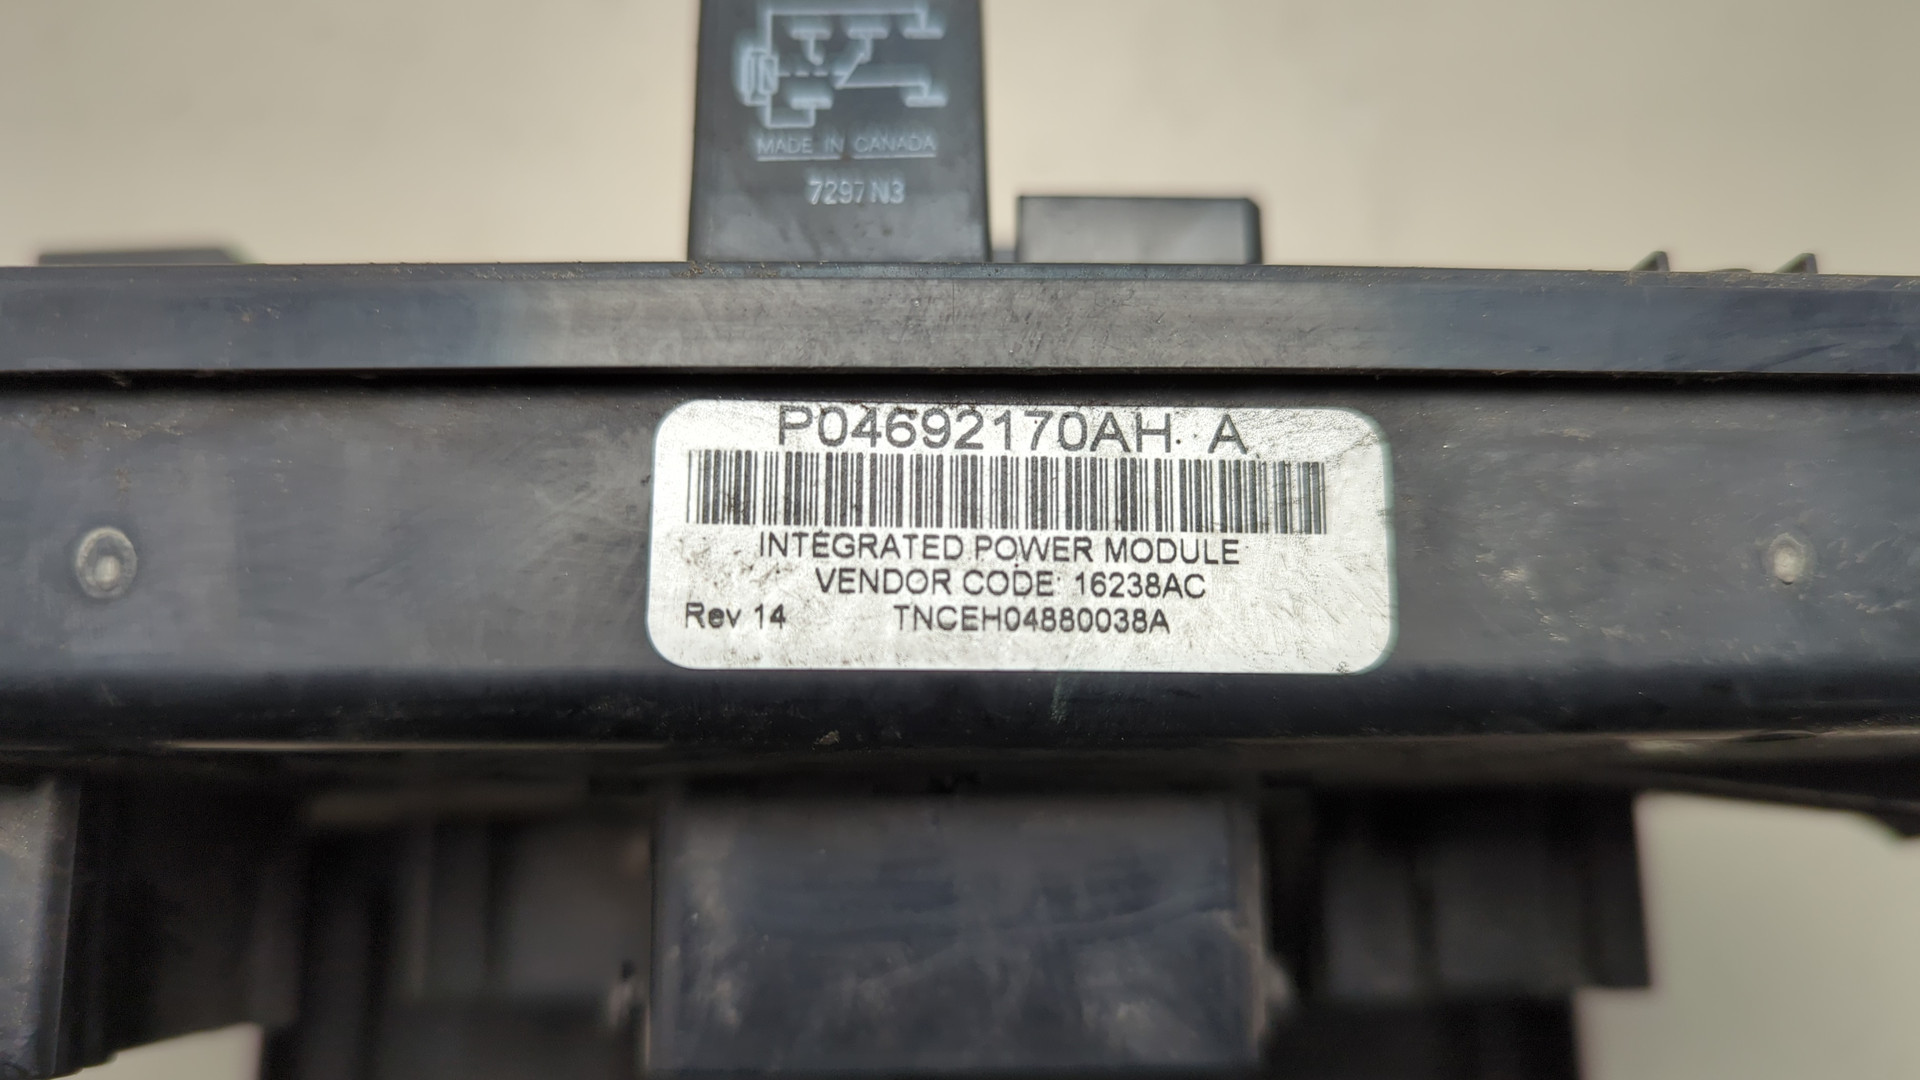 MADE IN CANADA
7297 N3
P04692170AH A
INTEGRATED POWER MODULE
VENDOR CODE: 16238AC
Rev 14 TNCEH04880038A